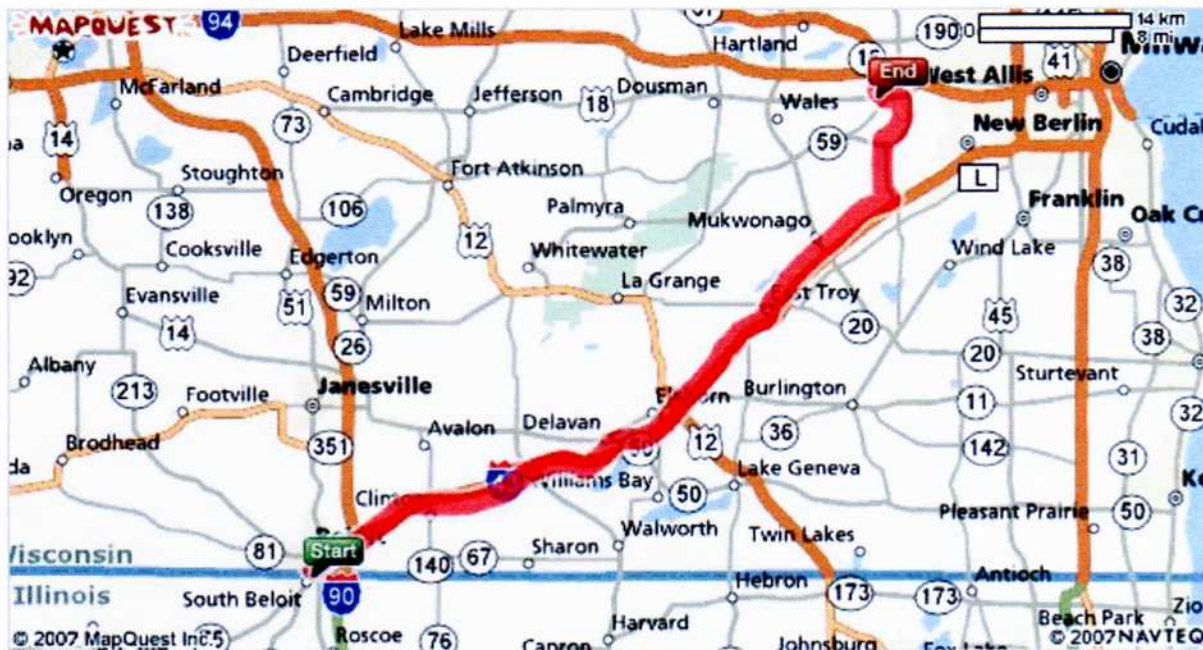 MAPQUEST
94
Lake Mills
Hartland
190
14 km
0
8 mi
Deerfield
End
West Allis
41
McFarland
Cambridge
Jefferson
18
Dousman
Wales
New Berlin
14
73
59
Fort Atkinson
L
Stoughton
Oregon
138
106
Palmyra
Mukwonago
Franklin
Cooksville
12
Whitewater
Wind Lake
38
Edgerton
La Grange
Evansville
51
59
Milton
East Troy
32
14
26
20
45
38
20
Albany
213
Footville
Janesville
Burlington
Sturtevant
11
32
Brodhead
351
Avalon
Delavan
36
12
142
31
Lake Geneva
Williams Bay
50
Pleasant Prairie
50
Walworth
Twin Lakes
81
Start
140
67
Sharon
Illinois
South Beloit
90
Hebron
173
173
Antioch
Beach Park
© 2007 MapQuest Inc.
Roscoe
76
Harvard
Johnsburg
© 2007 NAVTEQ